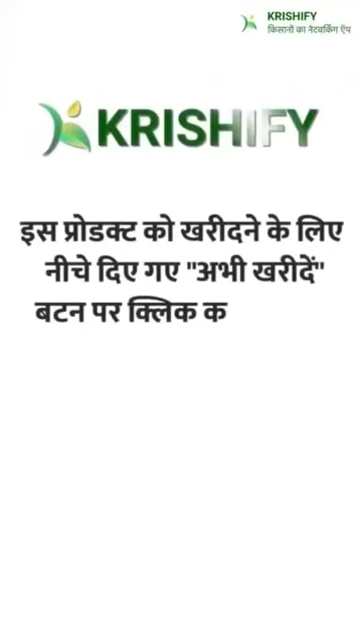 KRISHIFY
किसानों का नेटवर्किंग ऐप
KRISHIFY
इस प्रोडक्ट को खरीदने के लिए
नीचे दिए गए "अभी खरीदें"
बटन पर क्लिक क